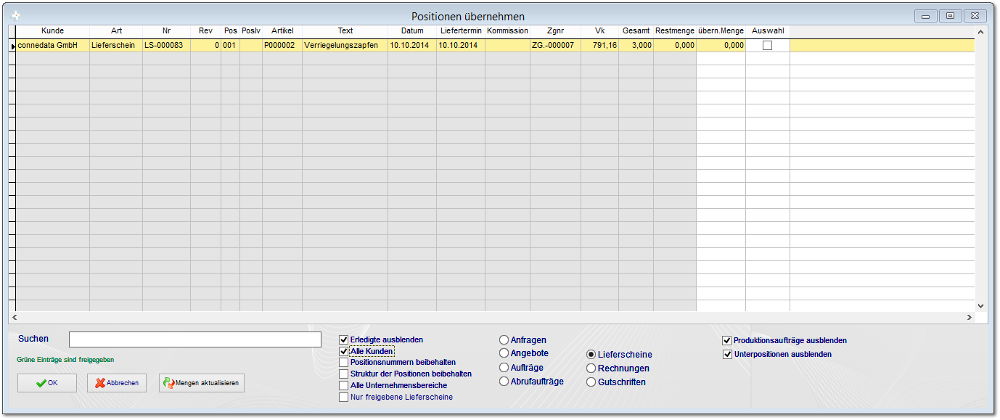 Positionen übernehmen
Kunde Art Nr Rev Pos Poslv Artikel Text Datum Liefertermin Kommission Zgnr Vk Gesamt Restmenge übern.Menge Auswahl
connedata GmbH Lieferschein LS-000083 0 001 P000002 Verriegelungszapfen 10.10.2014 10.10.2014 ZG.-000007 791,16 3,000 0,000 0,000
Suchen
Grüne Einträge sind freigegeben
OK Abbrechen Mengen aktualisieren
Erledigte ausblenden
Alle Kunden
Positionsnummern beibehalten
Struktur der Positionen beibehalten
Alle Unternehmensbereiche
Nur freigebene Lieferscheine
Anfragen
Angebote
Aufträge
Abrufaufträge
Lieferscheine
Rechnungen
Gutschriften
Produktionsaufträge ausblenden
Unterpositionen ausblenden